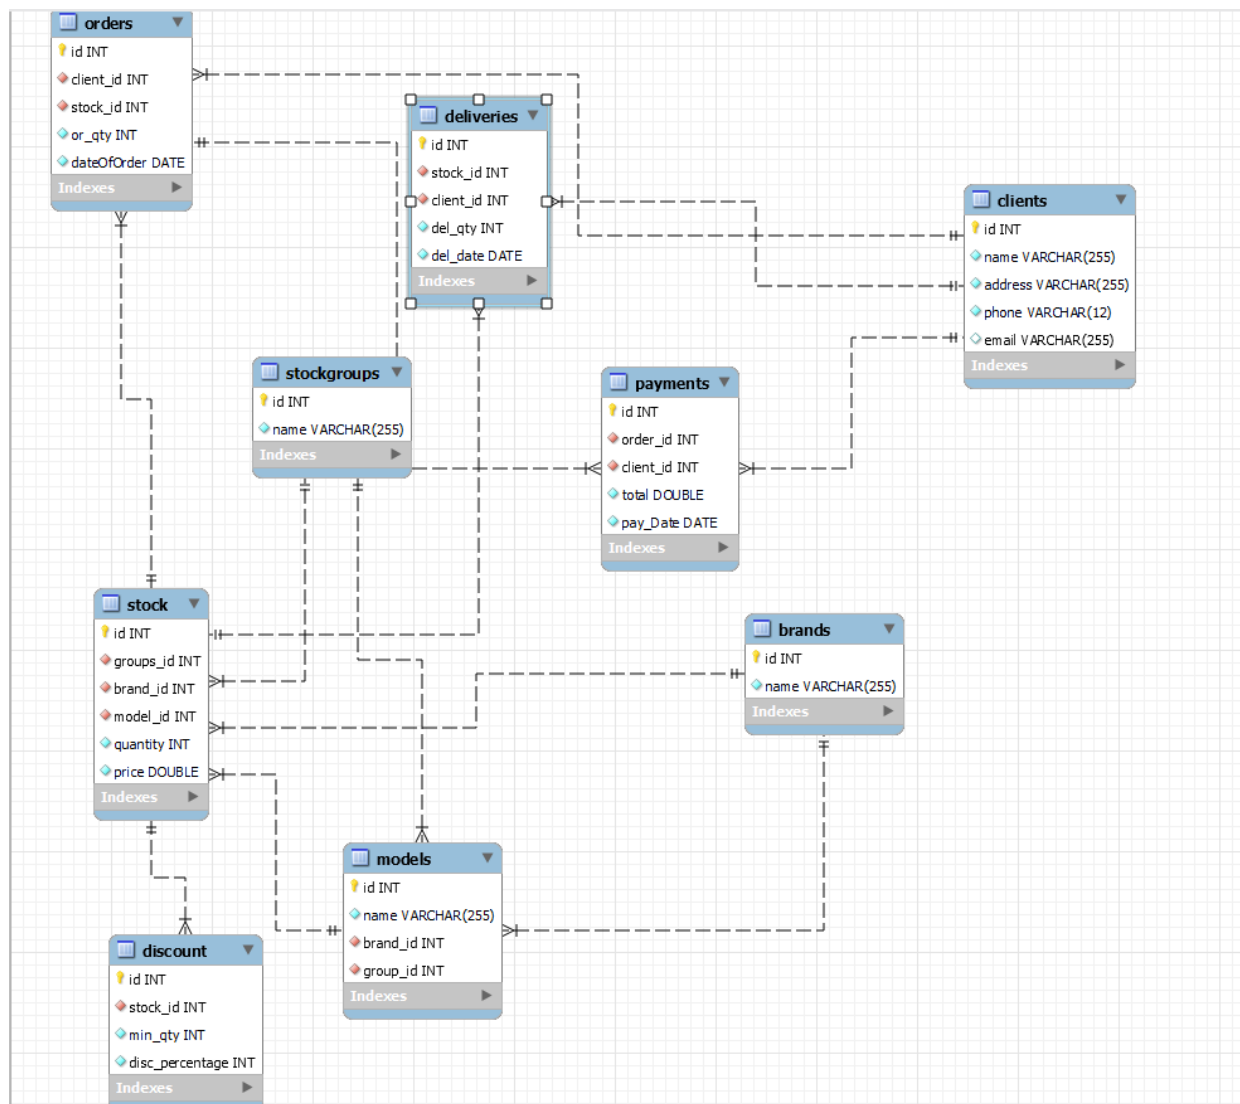 orders
id INT
client_id INT
stock_id INT
or_qty INT
dateOfOrder DATE
Indexes
deliveries
id INT
stock_id INT
client_id INT
del_qty INT
del_date DATE
Indexes
clients
id INT
name VARCHAR(255)
address VARCHAR(255)
phone VARCHAR(12)
email VARCHAR(255)
Indexes
stockgroups
id INT
name VARCHAR(255)
Indexes
payments
id INT
order_id INT
client_id INT
total DOUBLE
pay_Date DATE
Indexes
stock
id INT
groups_id INT
brand_id INT
model_id INT
quantity INT
price DOUBLE
Indexes
brands
id INT
name VARCHAR(255)
Indexes
models
id INT
name VARCHAR(255)
brand_id INT
group_id INT
Indexes
discount
id INT
stock_id INT
min_qty INT
disc_percentage INT
Indexes